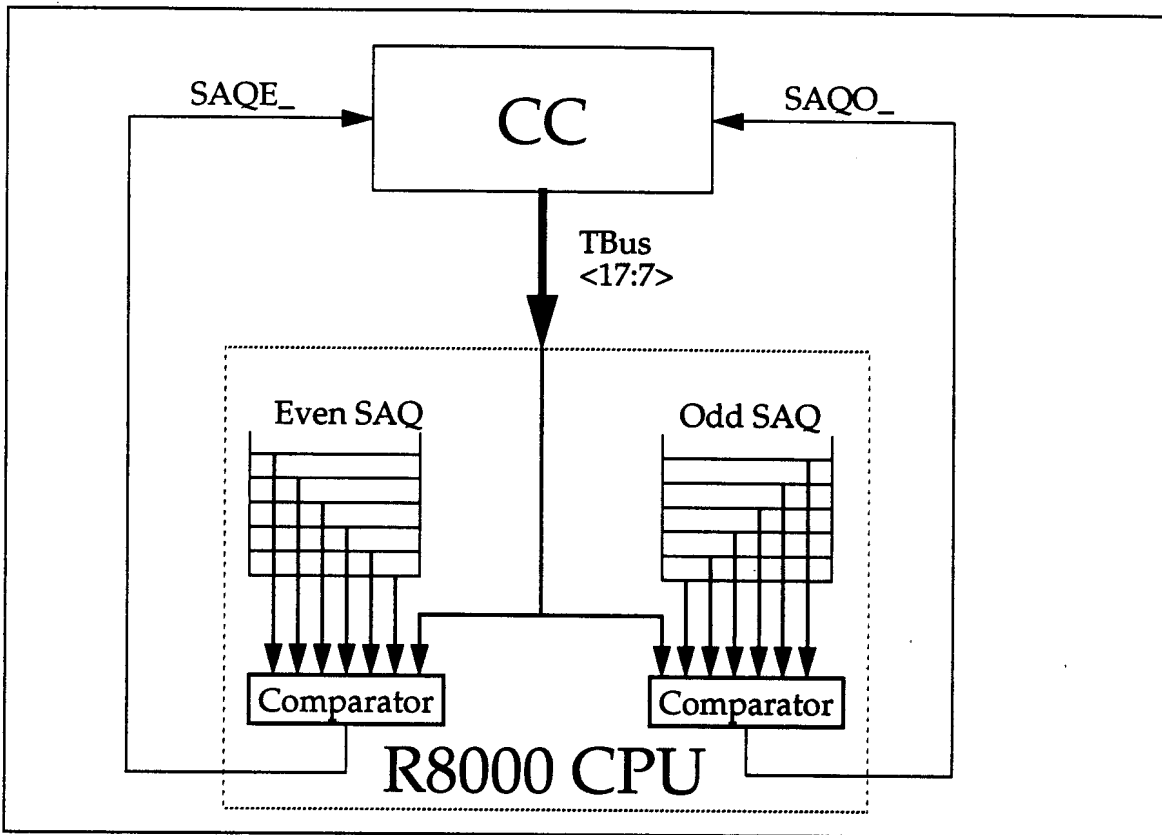 SAQE_
CC
SAQO_
TBus
<17:7>
Even SAQ
Odd SAQ
Comparator
Comparator
R8000 CPU